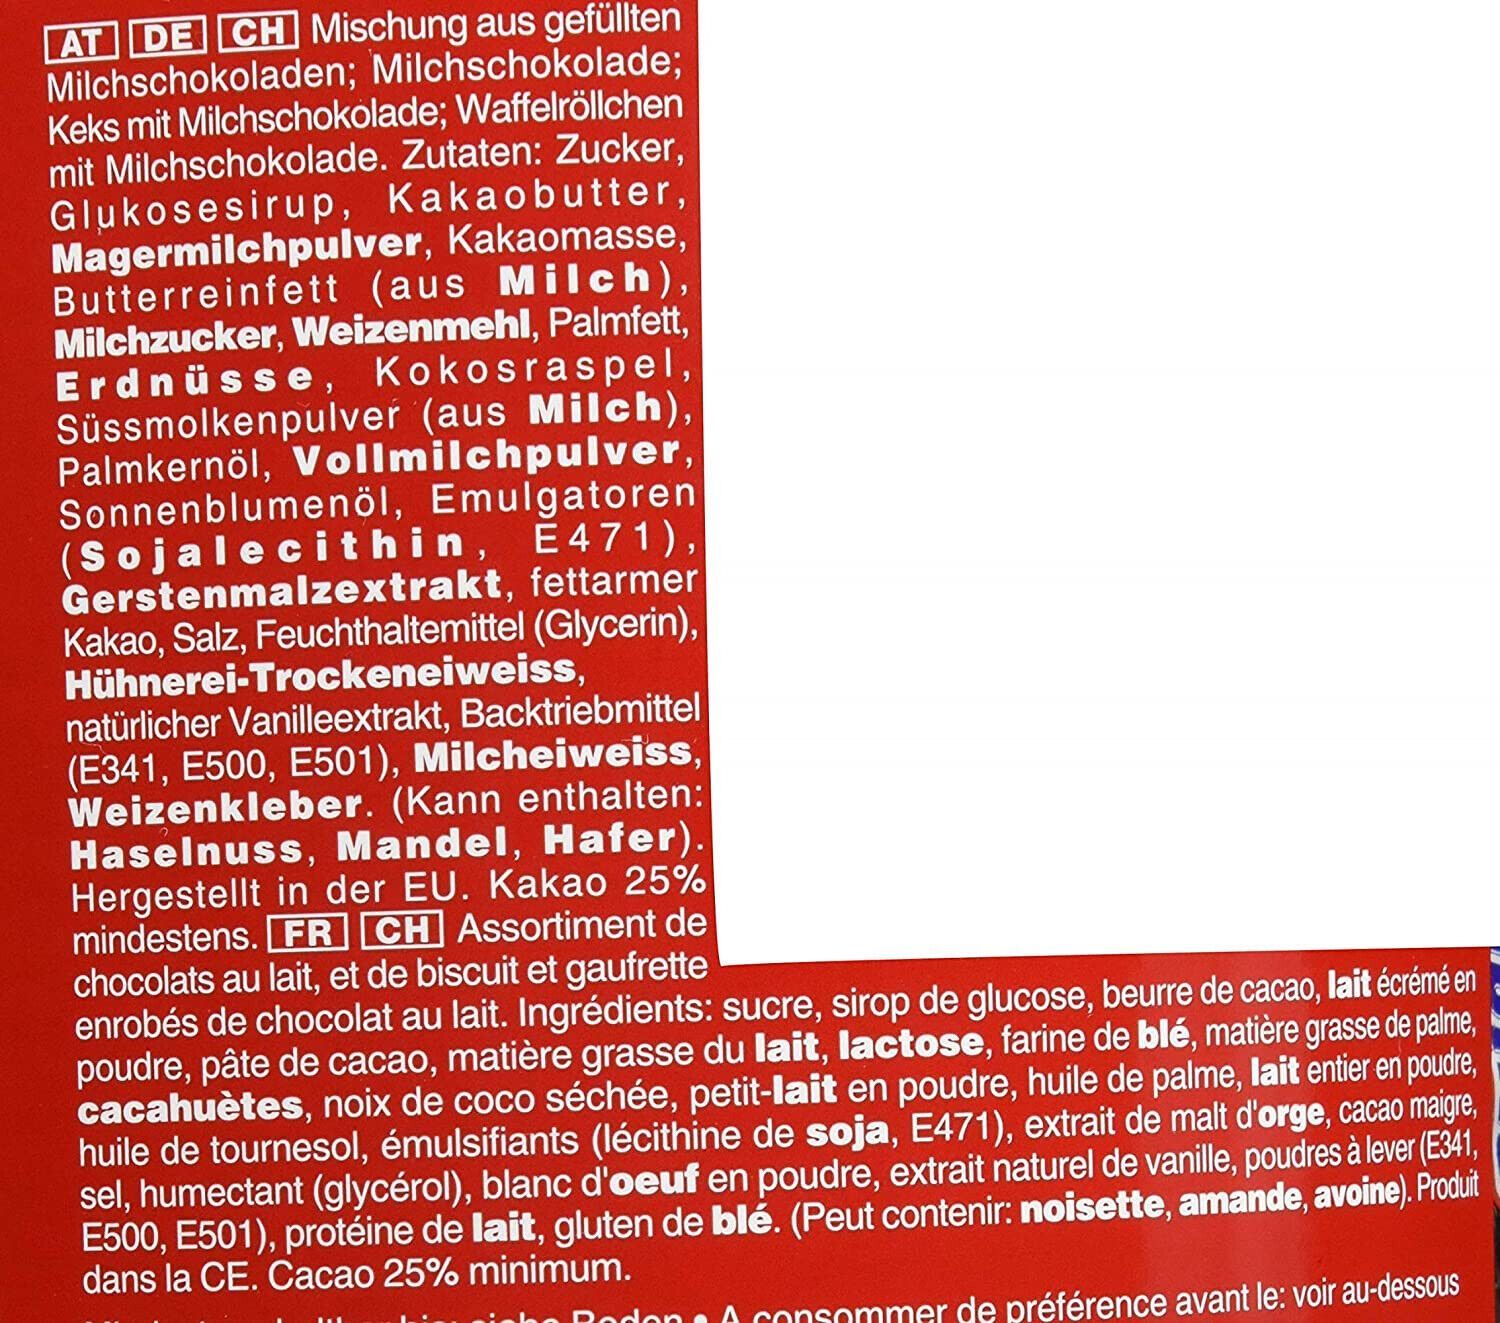 AT DE CH Mischung aus gefüllten
Milchschokoladen; Milchschokolade;
Keks mit Milchschokolade; Waffelröllchen
mit Milchschokolade. Zutaten: Zucker,
Glukosesirup, Kakaobutter,
Magermilchpulver, Kakaomasse,
Butterreinfett (aus Milch),
Milchzucker, Weizenmehl, Palmfett,
Erdnüsse, Kokosraspel,
Süssmolkenpulver (aus Milch),
Palmkernöl, Vollmilchpulver,
Sonnenblumenöl, Emulgatoren
(Sojalecithin, E471),
Gerstenmalzextrakt, fettarmer
Kakao, Salz, Feuchthaltemittel (Glycerin),
Hühnerei-Trockeneiweiss,
natürlicher Vanilleextrakt, Backtriebmittel
(E341, E500, E501), Milcheiweiss,
Weizenkleber. (Kann enthalten:
Haselnuss, Mandel, Hafer).
Hergestellt in der EU. Kakao 25%
mindestens. FR CH Assortiment de
chocolats au lait, et de biscuit et gaufrette
enrobés de chocolat au lait. Ingrédients: sucre, sirop de glucose, beurre de cacao, lait écrémé en
poudre, pâte de cacao, matière grasse du lait, lactose, farine de blé, matière grasse de palme,
cacahuètes, noix de coco séchée, petit-lait en poudre, huile de palme, lait entier en poudre,
huile de tournesol, émulsifiants (lécithine de soja, E471), extrait de malt d'orge, cacao maigre,
sel, humectant (glycérol), blanc d'oeuf en poudre, extrait naturel de vanille, poudres à lever (E341,
E500, E501), protéine de lait, gluten de blé. (Peut contenir: noisette, amande, avoine). Produit
dans la CE. Cacao 25% minimum.
siehe Boden • A consommer de préférence avant le: voir au-dessous